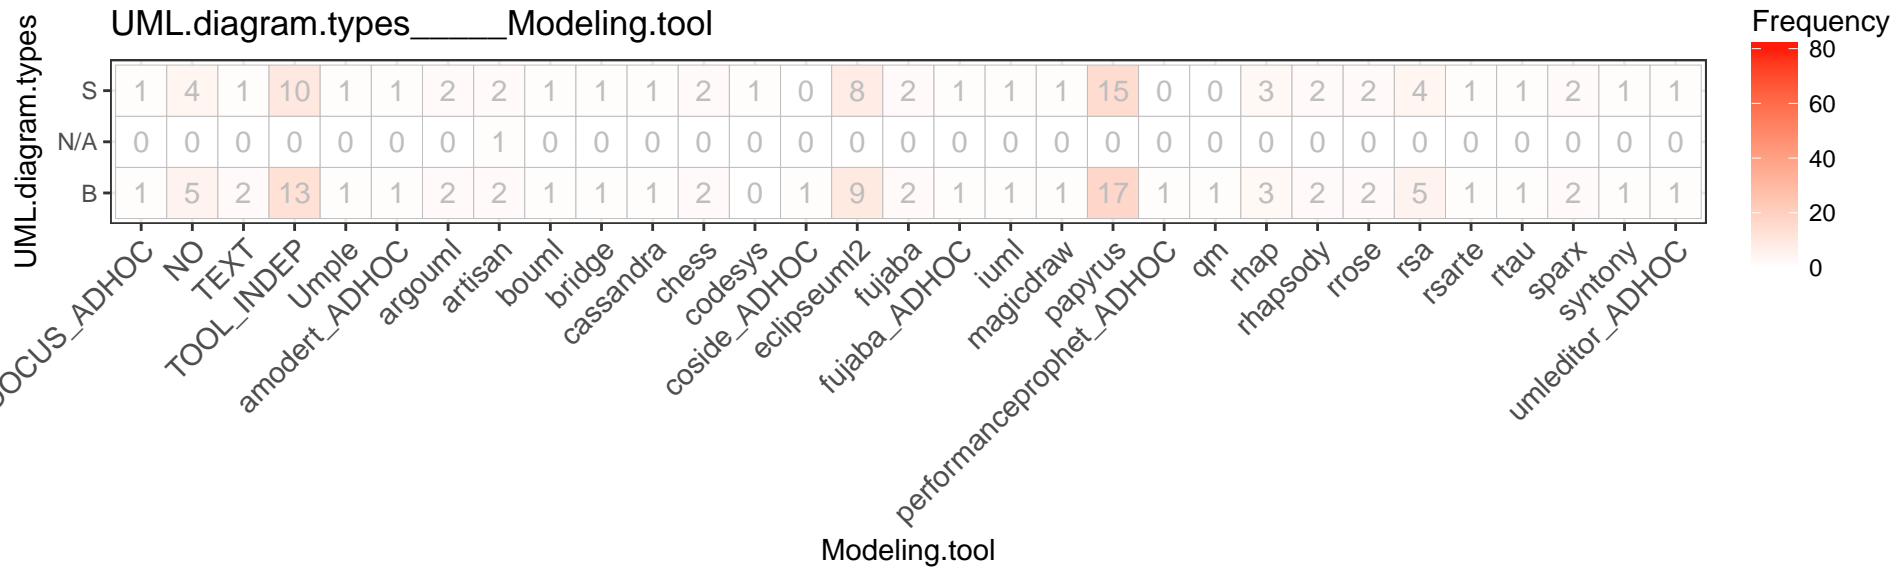 UML.diagram.types_____Modeling.tool
UML.diagram.types
S 1 4 1 10 1 1 2 2 1 1 1 2 1 0 8 2 1 1 1 15 0 0 3 2 2 4 1 1 2 1 1
N/A 0 0 0 0 0 0 0 1 0 0 0 0 0 0 0 0 0 0 0 0 0 0 0 0 0 0 0 0 0 0 0
B 1 5 2 13 1 1 2 2 1 1 1 2 0 1 9 2 1 1 1 17 1 1 3 2 2 5 1 1 2 1 1
OCUS_ADHOC
NO
TEXT
TOOL_INDEP
Umple
amodert_ADHOC
argouml
artisan
bouml
bridge
cassandra
chess
codesys
coside_ADHOC
eclipseuml2
fujaba
fujaba_ADHOC
iuml
magicdraw
papyrus
performanceprophet_ADHOC
qm
rhap
rhapsody
rrose
rsa
rsarte
rtau
sparx
syntony
umleditor_ADHOC
Modeling.tool
Frequency
80
60
40
20
0